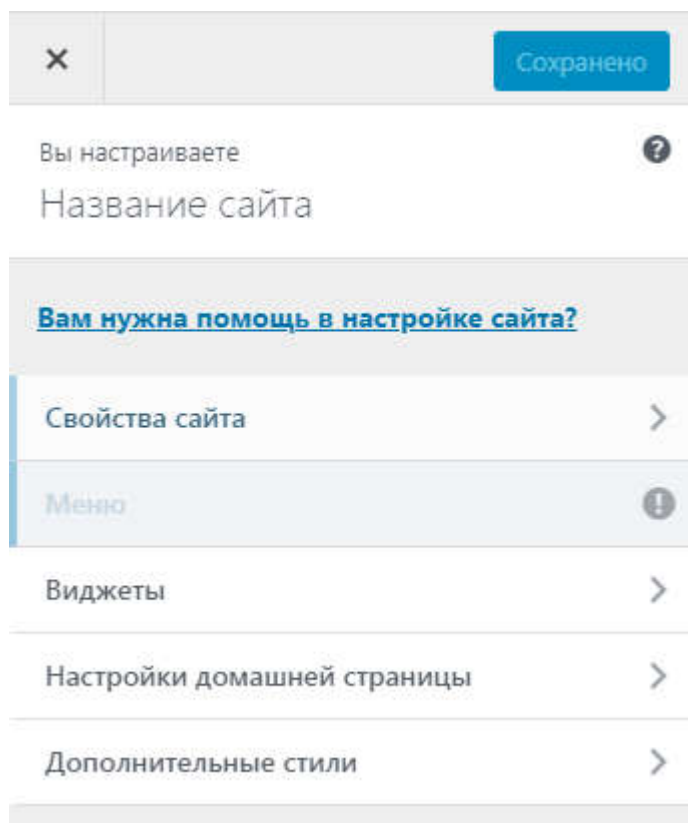 Сохранено
Вы настраиваете
Название сайта
Вам нужна помощь в настройке сайта?
Свойства сайта
Меню
Виджеты
Настройки домашней страницы
Дополнительные стили